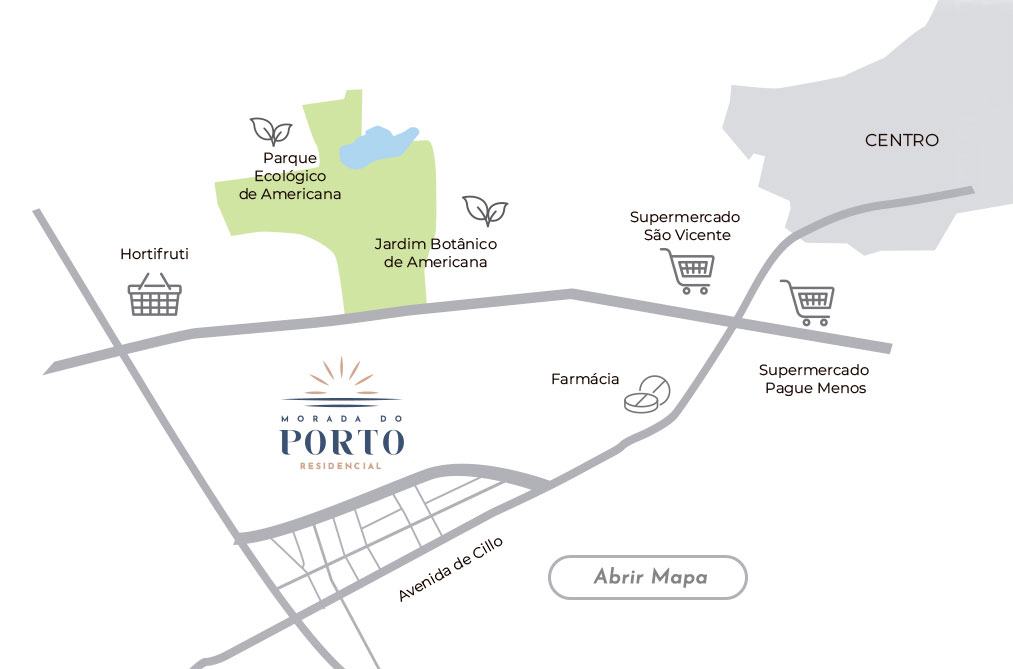 CENTRO
Parque
Ecológico
de Americana
Supermercado
São Vicente
Jardim Botânico
de Americana
Hortifruti
Supermercado
Pague Menos
Farmácia
MORADA DO
PORTO
RESIDENCIAL
Avenida de Cillo
Abrir Mapa